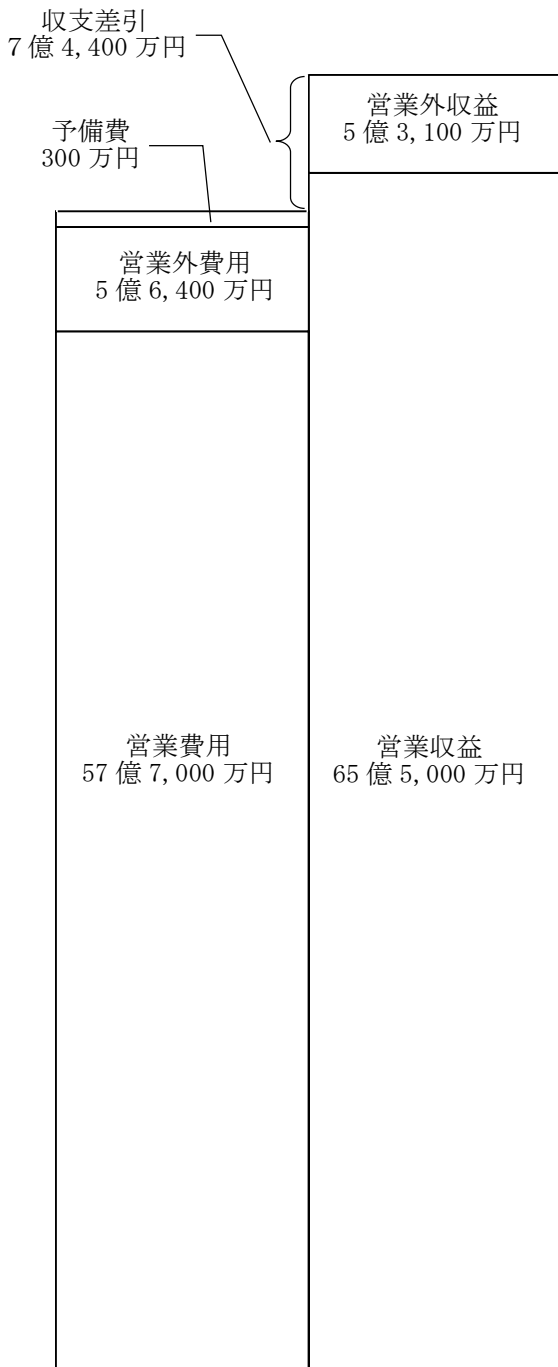 収支差引
7億4,400万円
営業外収益
5億3,100万円
予備費
300万円
営業外費用
5億6,400万円
営業費用
57億7,000万円
営業収益
65億5,000万円